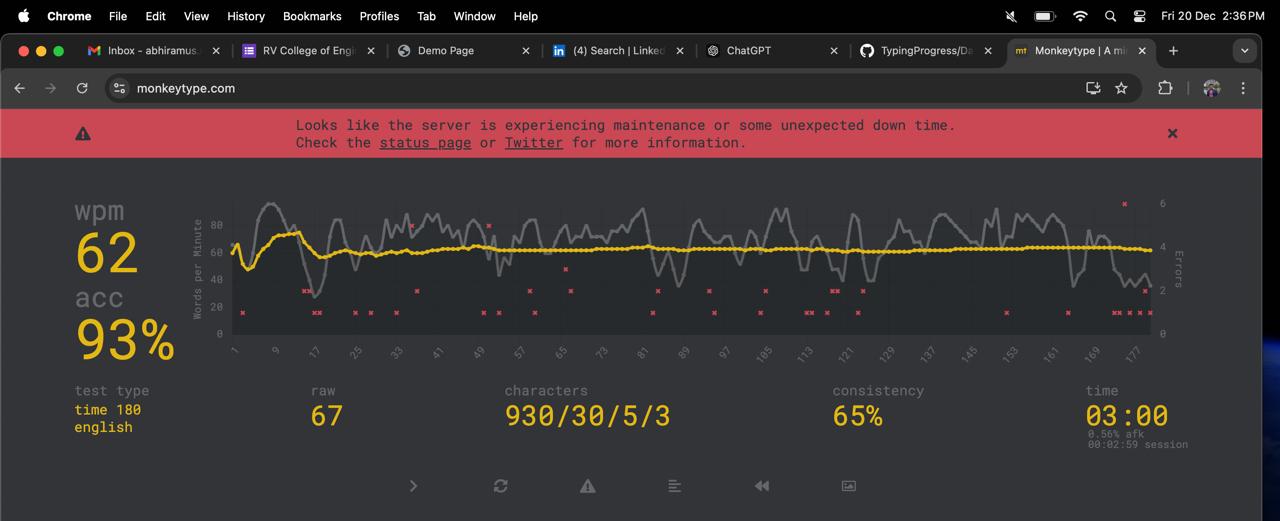 Chrome File Edit View History Bookmarks Profiles Tab Window Help Fri 20 Dec 2:36 PM
Inbox - abhiramus. RV College of Engi Demo Page (4) Search | Linked ChatGPT TypingProgress/Da Monkeytype | A mi
monkeytype.com
Looks like the server is experiencing maintenance or some unexpected down time.
Check the status page or Twitter for more information.
wpm
62
acc
93%
Words per Minute
80
60
40
20
0
6
4
2
0
Errors
1 9 17 25 33 41 49 57 65 73 81 89 97 105 113 121 129 137 145 153 161 169 177
test type
time 180
english
raw
67
characters
930/30/5/3
consistency
65%
time
03:00
0.56% afk
00:02:59 session